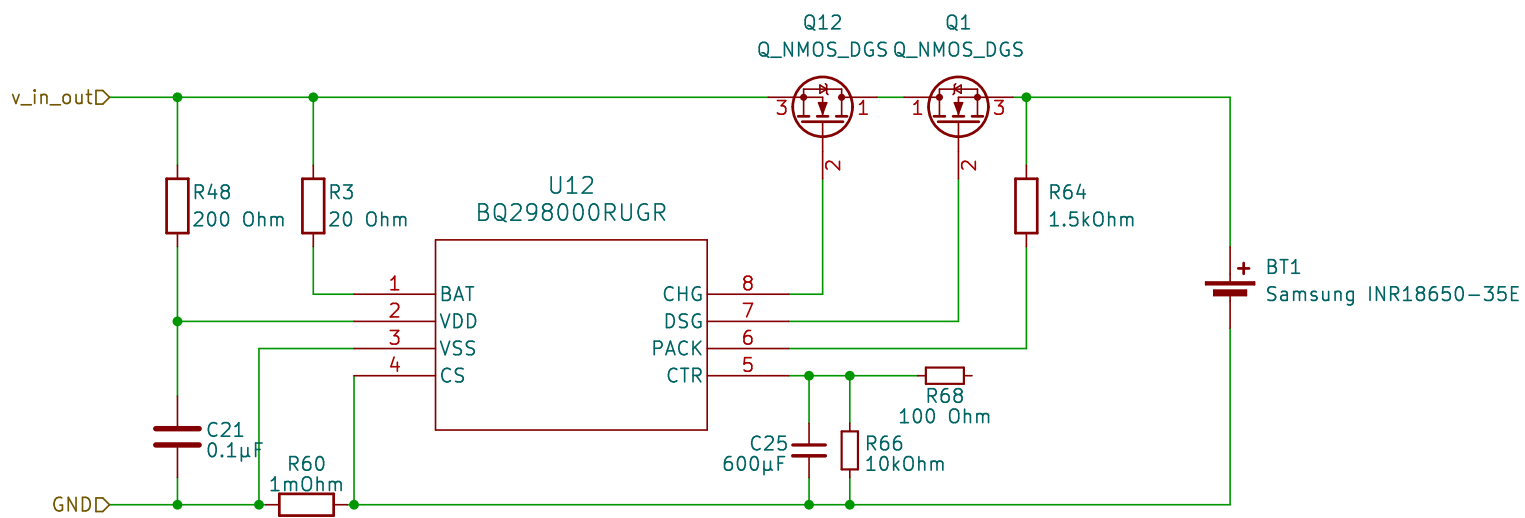 Q12
Q_NMOS_DGS
Q1
Q_NMOS_DGS
v_in_out
3
1
2
1
3
2
R48
200 Ohm
R3
20 Ohm
U12
BQ298000RUGR
R64
1.5kOhm
BT1
Samsung INR18650-35E
+
1
BAT
2
VDD
3
VSS
4
CS
8
CHG
7
DSG
6
PACK
5
CTR
R68
100 Ohm
C21
0.1µF
C25
600µF
R66
10kOhm
R60
1mOhm
GND